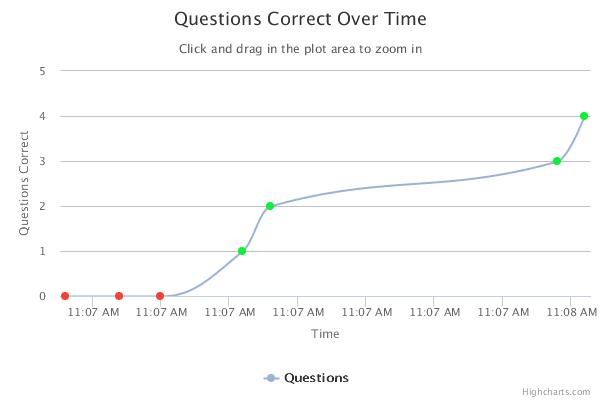 Questions Correct Over Time
Click and drag in the plot area to zoom in
Questions Correct
5
4
3
2
1
0
11:07 AM 11:07 AM 11:07 AM 11:07 AM 11:07 AM 11:07 AM 11:07 AM 11:08 AM
Time
Questions
Highcharts.com